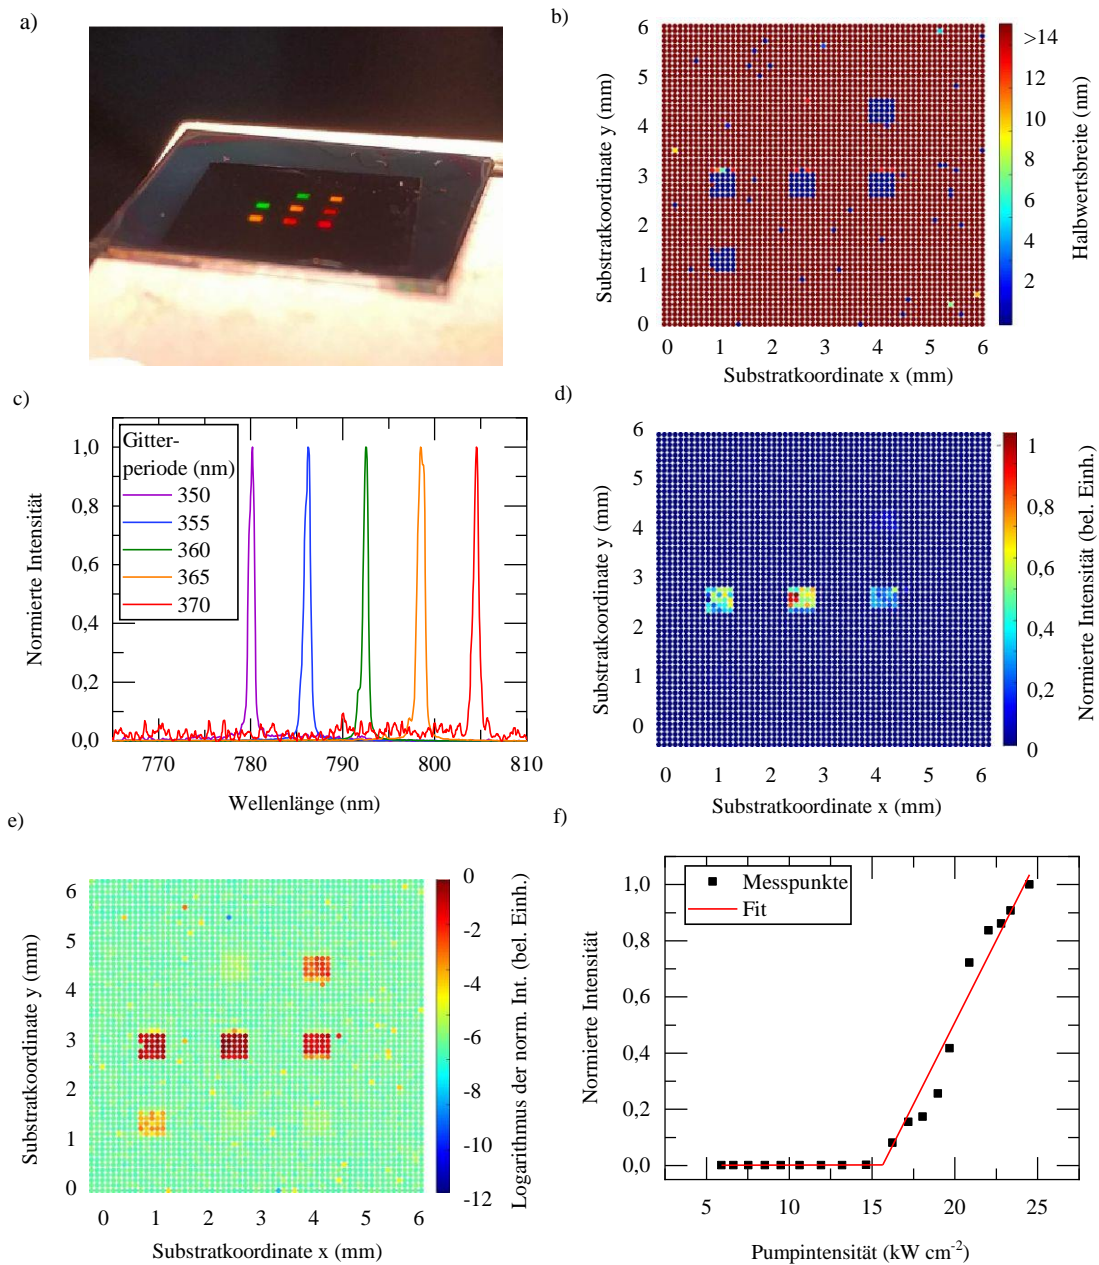 a)
b)
6
5
4
3
2
1
0
Substratkoordinate y (mm)
0 1 2 3 4 5 6
Substratkoordinate x (mm)
>14
12
10
8
6
4
2
Halbwertsbreite (nm)
c)
Gitter-
periode (nm)
350
355
360
365
370
1,0
0,8
0,6
0,4
0,2
0,0
Normierte Intensität
770 780 790 800 810
Wellenlänge (nm)
d)
6
5
4
3
2
1
0
Substratkoordinate y (mm)
0 1 2 3 4 5 6
Substratkoordinate x (mm)
1
0,8
0,6
0,4
0,2
0
Normierte Intensität (bel. Einh.)
e)
6
5
4
3
2
1
0
Substratkoordinate y (mm)
0 1 2 3 4 5 6
Substratkoordinate x (mm)
0
-2
-4
-6
-8
-10
-12
Logarithmus der norm. Int. (bel. Einh.)
f)
Messpunkte
Fit
1,0
0,8
0,6
0,4
0,2
0,0
Normierte Intensität
5 10 15 20 25
Pumpintensität (kW cm⁻²)